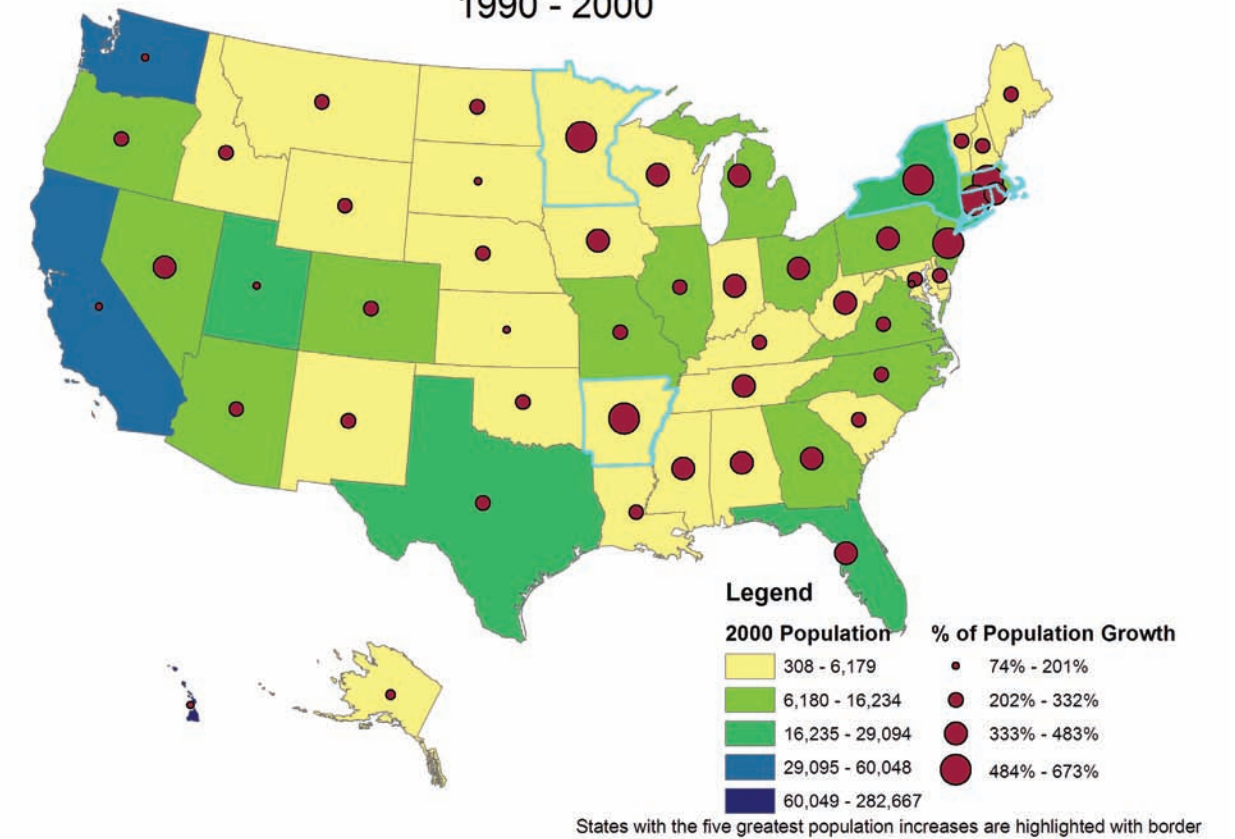 1990 - 2000
Legend
2000 Population
% of Population Growth
308 - 6,179
74% - 201%
6,180 - 16,234
202% - 332%
16,235 - 29,094
333% - 483%
29,095 - 60,048
484% - 673%
60,049 - 282,667
States with the five greatest population increases are highlighted with border